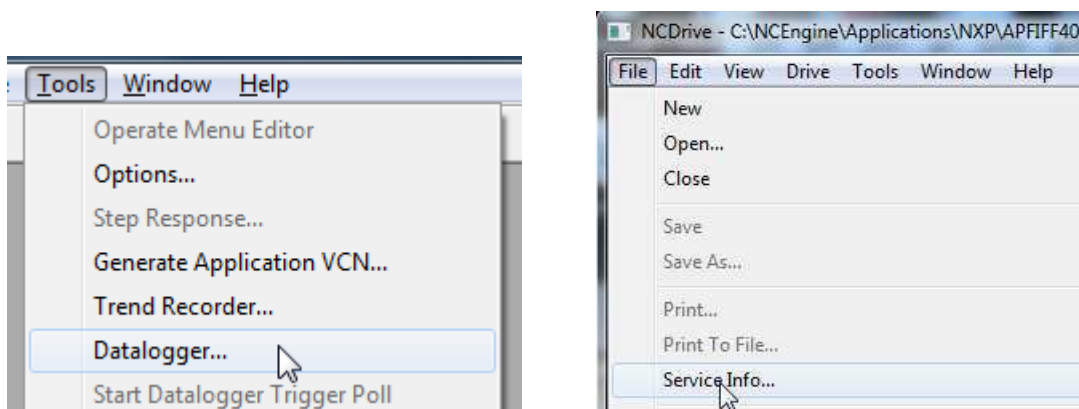 Tools Window Help
Operate Menu Editor
Options...
Step Response...
Generate Application VCN...
Trend Recorder...
Datalogger...
Start Datalogger Trigger Poll
NCDrive - C:\NCEngine\Applications\NXP\APFIFF40
File Edit View Drive Tools Window Help
New
Open...
Close
Save
Save As...
Print...
Print To File...
Service Info...